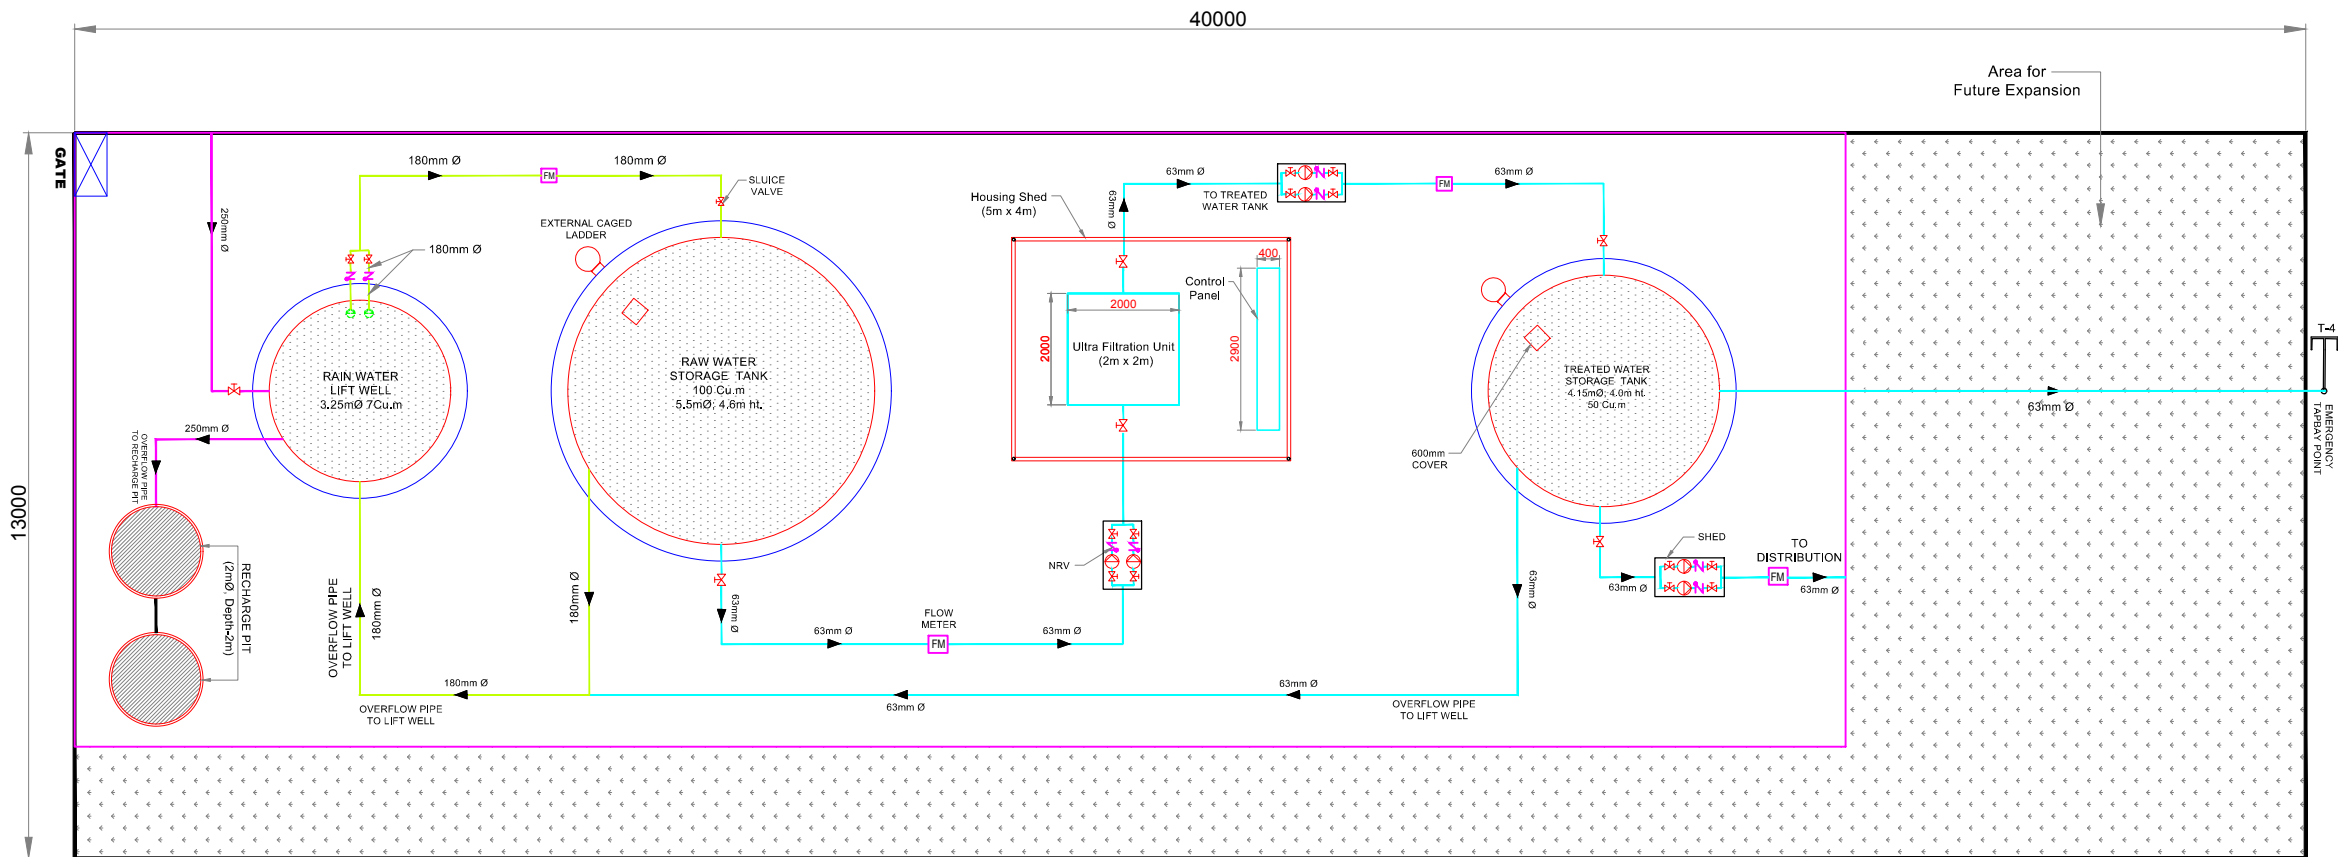 40000
Area for
Future Expansion
GATE
180mm Ø
FM
180mm Ø
SLUICE
VALVE
EXTERNAL CAGED
LADDER
250mm Ø
180mm Ø
Housing Shed
(5m x 4m)
63mm Ø
63mm Ø
TO TREATED
WATER TANK
FM
63mm Ø
400
Control
Panel
2000
2000
2900
Ultra Filtration Unit
(2m x 2m)
RAIN WATER
LIFT WELL
3.25mØ 7Cu.m
RAW WATER
STORAGE TANK
100 Cu.m
5.5mØ; 4.6m ht.
TREATED WATER
STORAGE TANK
4.15mØ; 4.0m ht.
50 Cu.m
T-4
63mm Ø
EMERGENCY
TAPBAY POINT
250mm Ø
OVERFLOW PIPE
TO RECHARGE PIT
600mm
COVER
13000
RECHARGE PIT
(2mØ, Depth-2m)
OVERFLOW PIPE
TO LIFT WELL
180mm Ø
180mm Ø
63mm Ø
63mm Ø
FLOW
METER
FM
63mm Ø
NRV
63mm Ø
SHED
TO
DISTRIBUTION
FM
63mm Ø
63mm Ø
180mm Ø
OVERFLOW PIPE
TO LIFT WELL
63mm Ø
63mm Ø
OVERFLOW PIPE
TO LIFT WELL